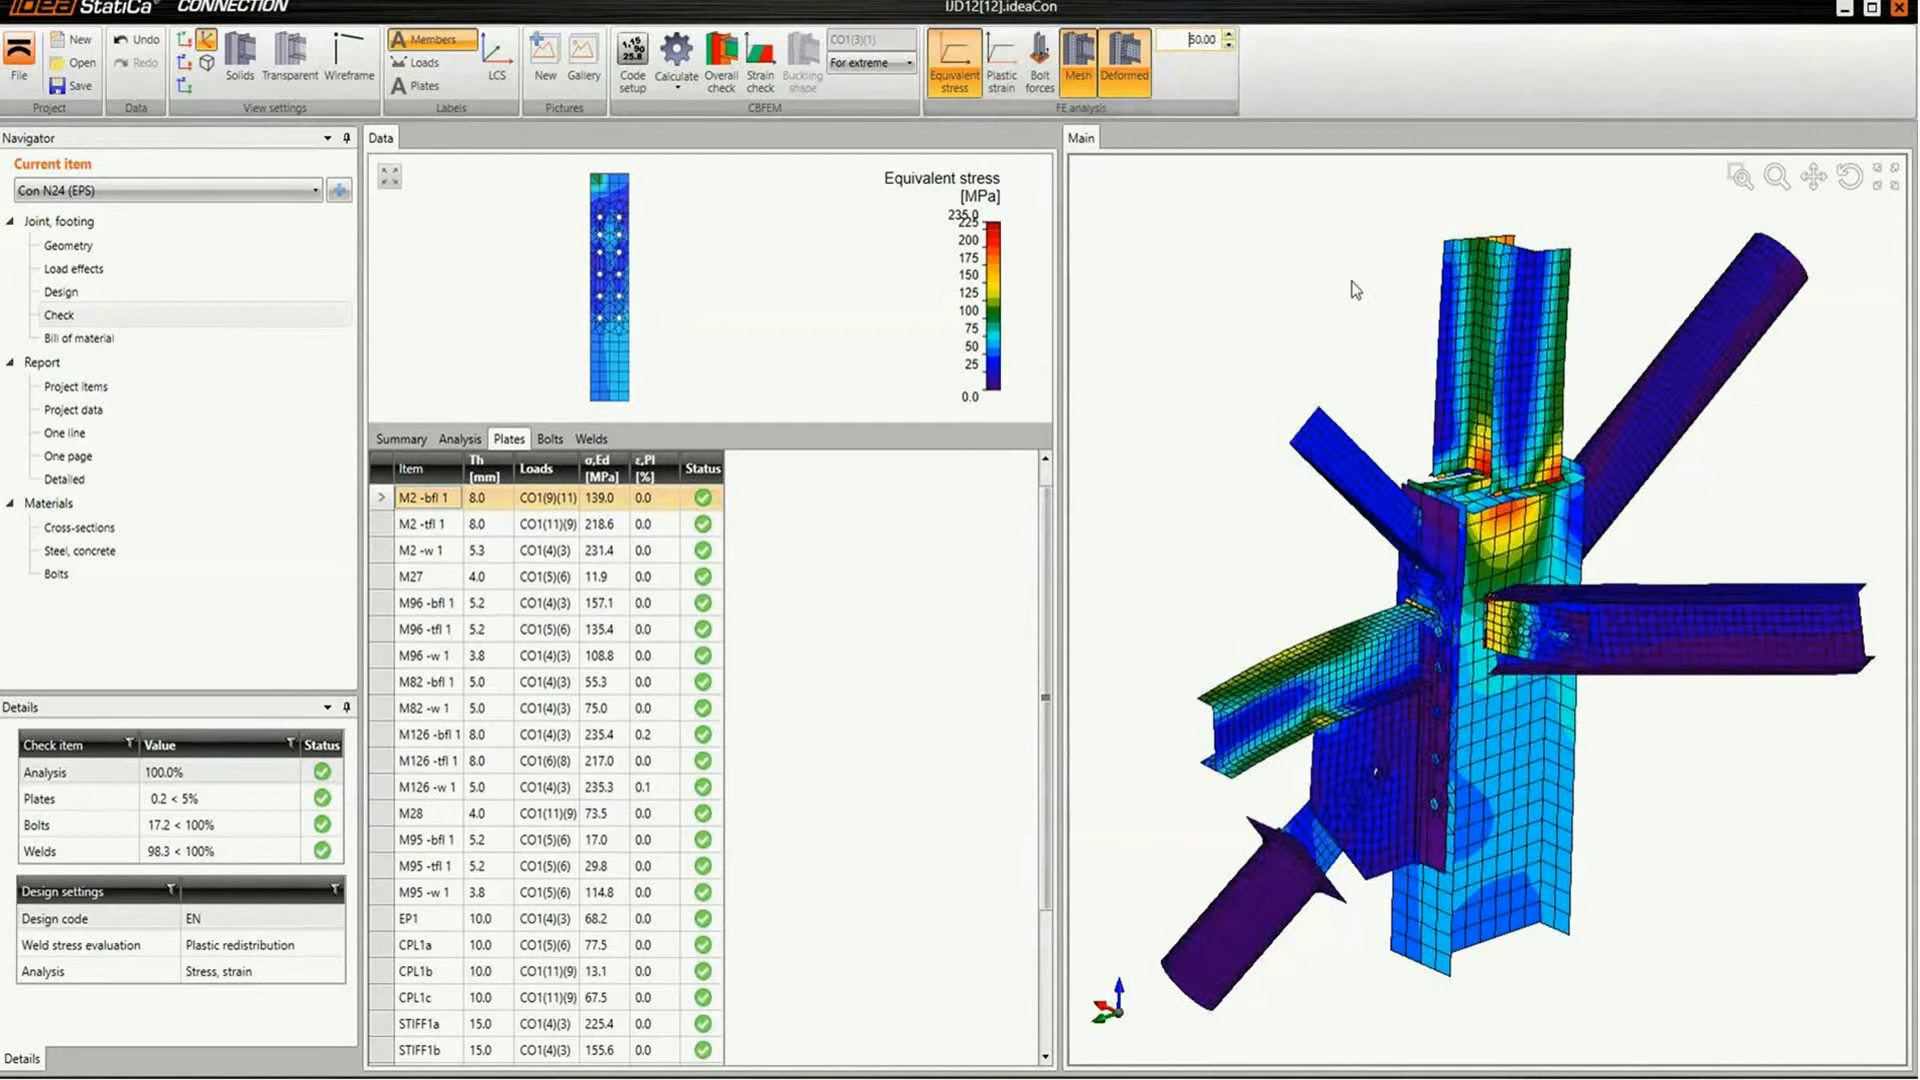 IDEA StatiCa® CONNECTION
IJD12[12].ideaCon
File
New
Open
Save
Project
Undo
Redo
Data
Solids
Transparent
Wireframe
View settings
A Members
Loads
A Plates
LCS
Labels
New
Gallery
Pictures
Code setup
Calculate
Overall check
Strain check
Buckling shape
CO1(3)(1)
For extreme
CBFEM
Equivalent stress
Plastic strain
Bolt forces
Mesh
Deformed
50.00
FE analysis
Navigator
Current item
Con N24 (EPS)
Joint, footing
Geometry
Load effects
Design
Check
Bill of material
Report
Project items
Project data
One line
One page
Detailed
Materials
Cross-sections
Steel, concrete
Bolts
Details
Check item Value Status
Analysis 100.0%
Plates 0.2 < 5%
Bolts 17.2 < 100%
Welds 98.3 < 100%
Design settings
Design code EN
Weld stress evaluation Plastic redistribution
Analysis Stress, strain
Details
Data
Equivalent stress
[MPa]
235.0
225
200
175
150
125
100
75
50
25
0.0
Summary Analysis Plates Bolts Welds
Item Th [mm] Loads σ,Ed [MPa] ε,Pl [%] Status
M2 -bfl 1 8.0 CO1(9)(11) 139.0 0.0
M2 -tfl 1 8.0 CO1(11)(9) 218.6 0.0
M2 -w 1 5.3 CO1(4)(3) 231.4 0.0
M27 4.0 CO1(5)(6) 11.9 0.0
M96 -bfl 1 5.2 CO1(4)(3) 157.1 0.0
M96 -tfl 1 5.2 CO1(5)(6) 135.4 0.0
M96 -w 1 3.8 CO1(4)(3) 108.8 0.0
M82 -bfl 1 5.0 CO1(4)(3) 55.3 0.0
M82 -w 1 5.0 CO1(4)(3) 75.0 0.0
M126 -bfl 1 8.0 CO1(4)(3) 235.4 0.2
M126 -tfl 1 8.0 CO1(6)(8) 217.0 0.0
M126 -w 1 5.0 CO1(4)(3) 235.3 0.1
M28 4.0 CO1(11)(9) 73.5 0.0
M95 -bfl 1 5.2 CO1(5)(6) 17.0 0.0
M95 -tfl 1 5.2 CO1(5)(6) 29.8 0.0
M95 -w 1 3.8 CO1(5)(6) 114.8 0.0
EP1 10.0 CO1(4)(3) 68.2 0.0
CPL1a 10.0 CO1(5)(6) 77.5 0.0
CPL1b 10.0 CO1(11)(9) 13.1 0.0
CPL1c 10.0 CO1(11)(9) 67.5 0.0
STIFF1a 15.0 CO1(4)(3) 225.4 0.0
STIFF1b 15.0 CO1(4)(3) 155.6 0.0
Main